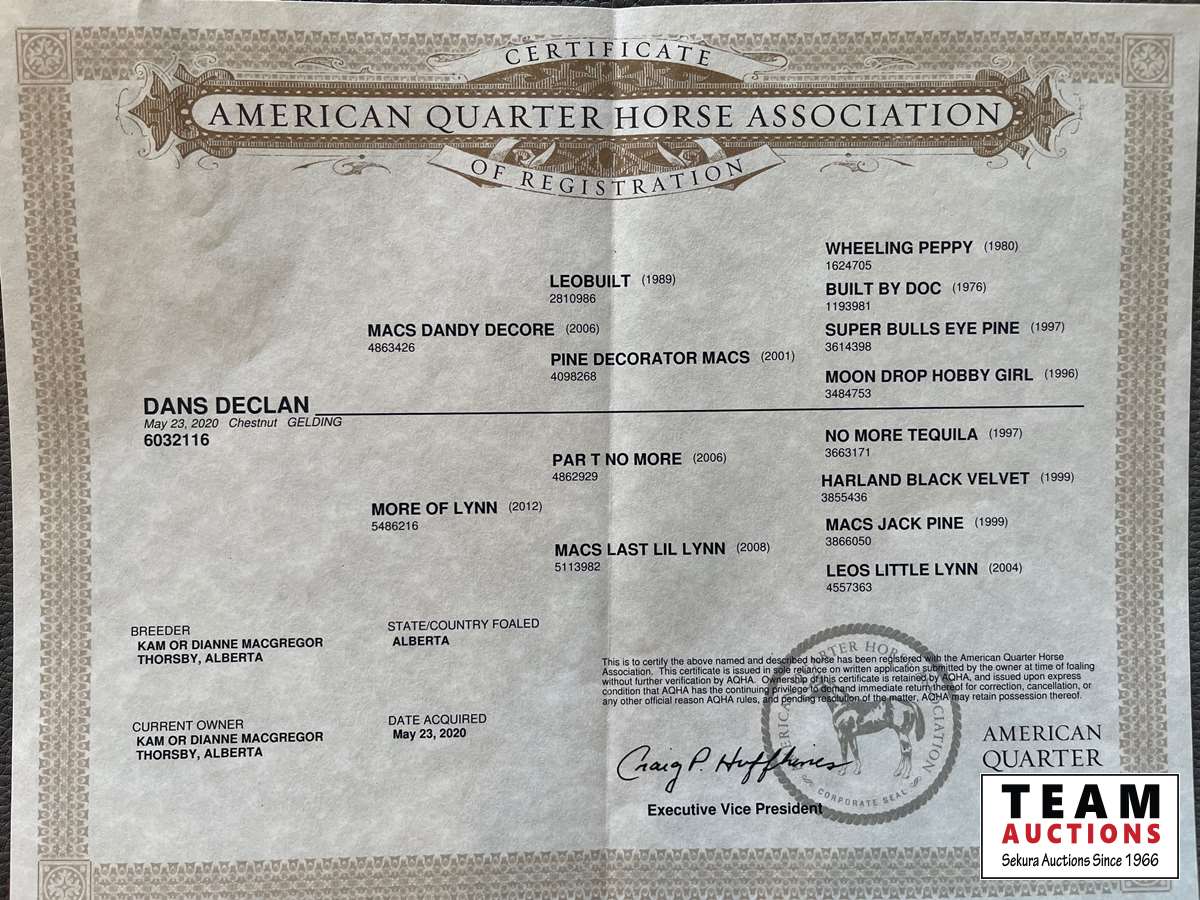 CERTIFICATE
AMERICAN QUARTER HORSE ASSOCIATION
OF REGISTRATION
WHEELING PEPPY (1980)
1624705
LEOBUILT (1989)
2810986
BUILT BY DOC (1976)
1193981
MACS DANDY DECORE (2006)
4863426
SUPER BULLS EYE PINE (1997)
3614398
PINE DECORATOR MACS (2001)
4098268
MOON DROP HOBBY GIRL (1996)
3484753
DANS DECLAN
May 23, 2020 Chestnut GELDING
6032116
NO MORE TEQUILA (1997)
3663171
PAR T NO MORE (2006)
4862929
HARLAND BLACK VELVET (1999)
3855436
MORE OF LYNN (2012)
5486216
MACS JACK PINE (1999)
3866050
MACS LAST LIL LYNN (2008)
5113982
LEOS LITTLE LYNN (2004)
4557363
BREEDER
KAM OR DIANNE MACGREGOR
THORSBY, ALBERTA
STATE/COUNTRY FOALED
ALBERTA
This is to certify the above named and described horse has been registered with the American Quarter Horse
Association. This certificate is issued in sole reliance on written application submitted by the owner at time of foaling
without further verification by AQHA. Ownership of this certificate is retained by AQHA, and issued upon express
condition that AQHA has the continuing privilege to demand immediate return thereof for correction, cancellation, or
any other official reason AQHA rules, and pending resolution of the matter, AQHA may retain possession thereof.
CURRENT OWNER
KAM OR DIANNE MACGREGOR
THORSBY, ALBERTA
DATE ACQUIRED
May 23, 2020
Craig P. Huffhines
Executive Vice President
CORPORATE SEAL
AMERICAN
QUARTER
TEAM
AUCTIONS
Sekura Auctions Since 1966